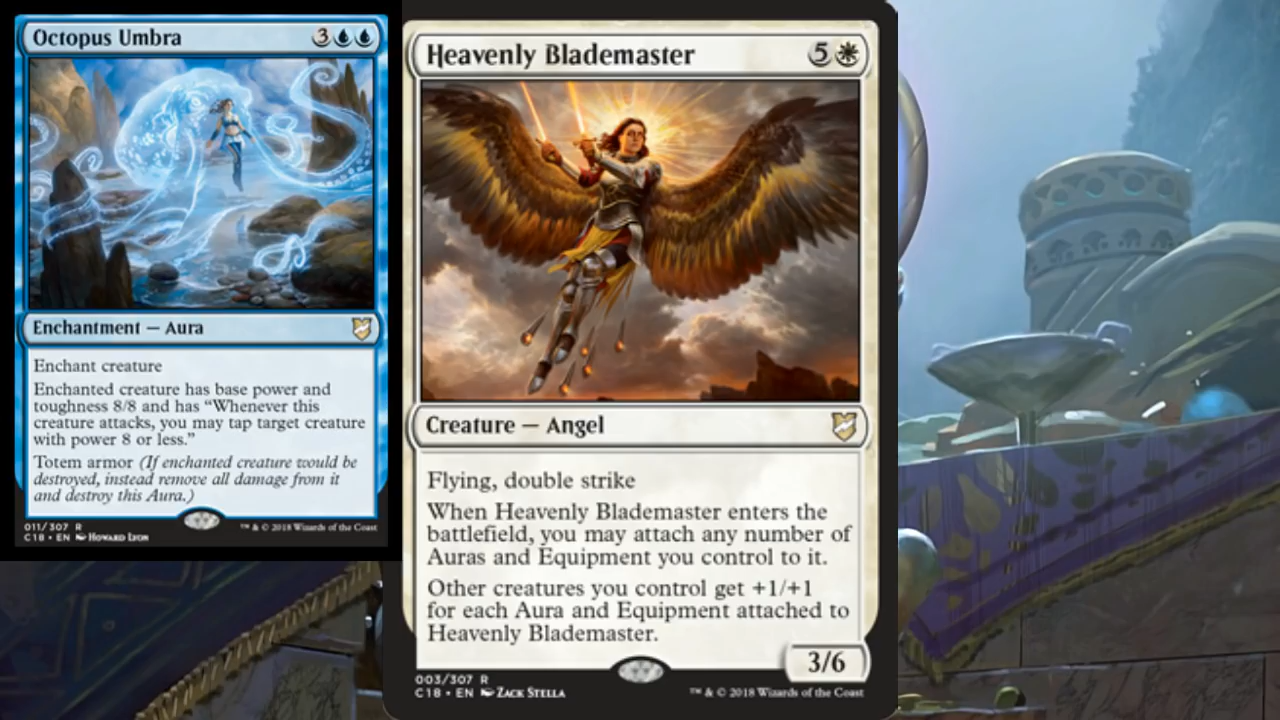 Octopus Umbra 3
Enchantment — Aura
Enchant creature
Enchanted creature has base power and
toughness 8/8 and has “Whenever this
creature attacks, you may tap target creature
with power 8 or less.”
Totem armor (If enchanted creature would be
destroyed, instead remove all damage from it
and destroy this Aura.)
011/307 R
C18 • EN Howard Lyon
™ & © 2018 Wizards of the Coast
Heavenly Blademaster 5
Creature — Angel
Flying, double strike
When Heavenly Blademaster enters the
battlefield, you may attach any number of
Auras and Equipment you control to it.
Other creatures you control get +1/+1
for each Aura and Equipment attached to
Heavenly Blademaster.
3/6
003/307 R
C18 • EN Zack Stella
™ & © 2018 Wizards of the Coast